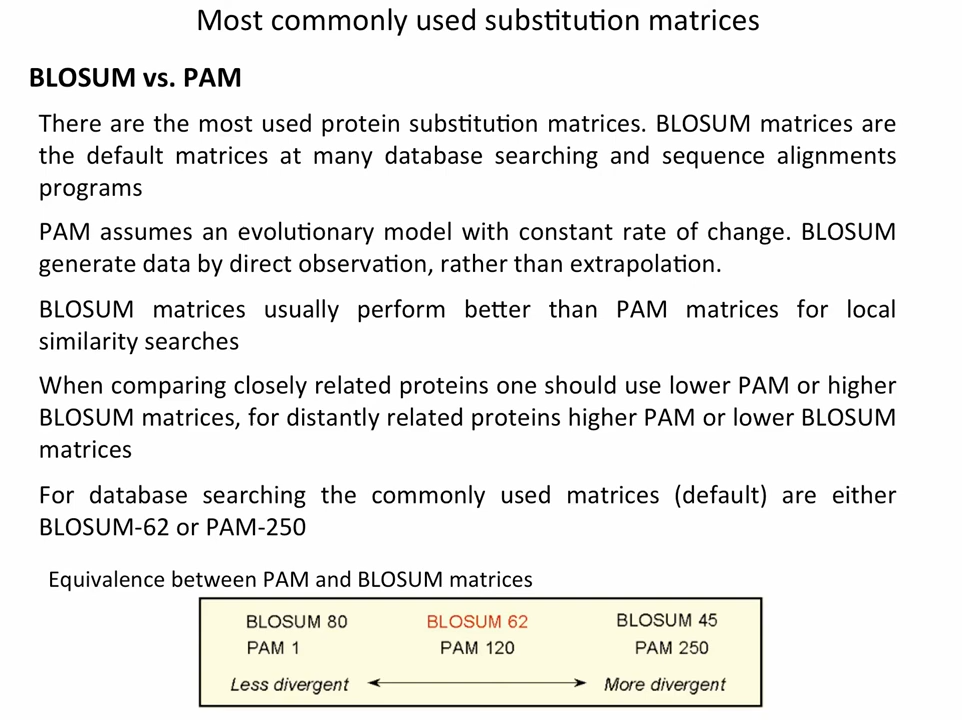 Most commonly used substitution matrices
BLOSUM vs. PAM
There are the most used protein substitution matrices. BLOSUM matrices are
the default matrices at many database searching and sequence alignments
programs
PAM assumes an evolutionary model with constant rate of change. BLOSUM
generate data by direct observation, rather than extrapolation.
BLOSUM matrices usually perform better than PAM matrices for local
similarity searches
When comparing closely related proteins one should use lower PAM or higher
BLOSUM matrices, for distantly related proteins higher PAM or lower BLOSUM
matrices
For database searching the commonly used matrices (default) are either
BLOSUM-62 or PAM-250
Equivalence between PAM and BLOSUM matrices
BLOSUM 80 BLOSUM 62 BLOSUM 45
PAM 1 PAM 120 PAM 250
Less divergent More divergent